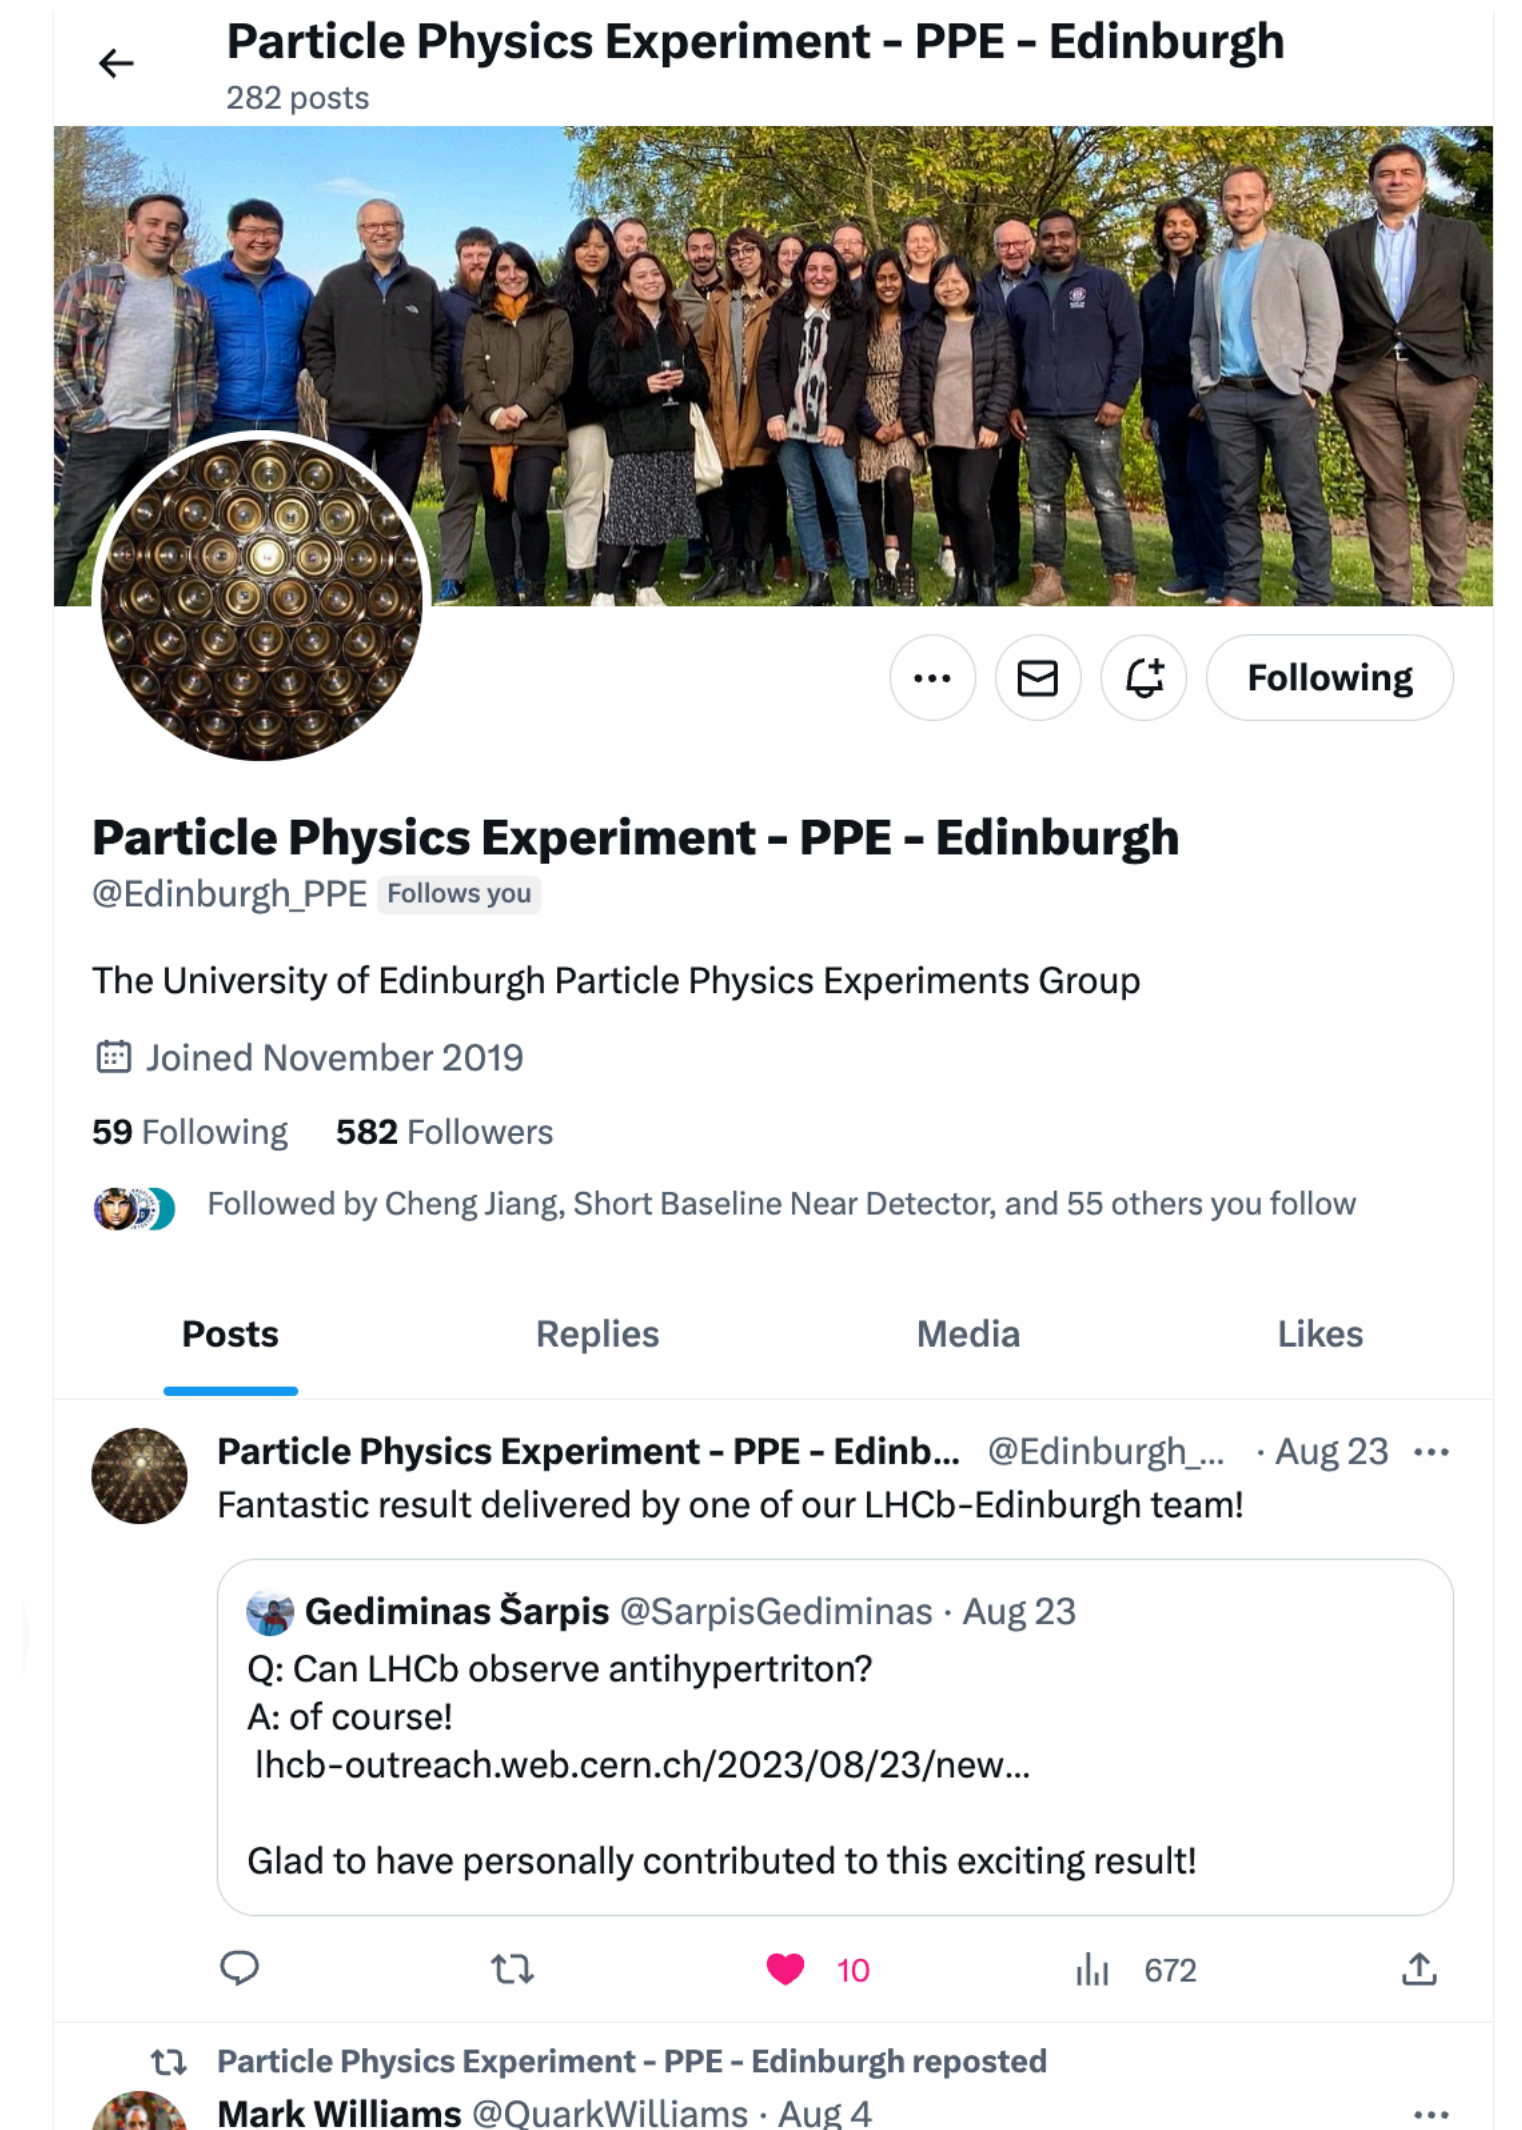 Particle Physics Experiment - PPE - Edinburgh
282 posts
Following
Particle Physics Experiment - PPE - Edinburgh
@Edinburgh_PPE Follows you
The University of Edinburgh Particle Physics Experiments Group
Joined November 2019
59 Following 582 Followers
Followed by Cheng Jiang, Short Baseline Near Detector, and 55 others you follow
Posts Replies Media Likes
Particle Physics Experiment - PPE - Edinb... @Edinburgh_... · Aug 23
Fantastic result delivered by one of our LHCb-Edinburgh team!
Gediminas Šarpis @SarpisGediminas · Aug 23
Q: Can LHCb observe antihypertriton?
A: of course!
lhcb-outreach.web.cern.ch/2023/08/23/new...
Glad to have personally contributed to this exciting result!
10 672
Particle Physics Experiment - PPE - Edinburgh reposted
Mark Williams @QuarkWilliams · Aug 4